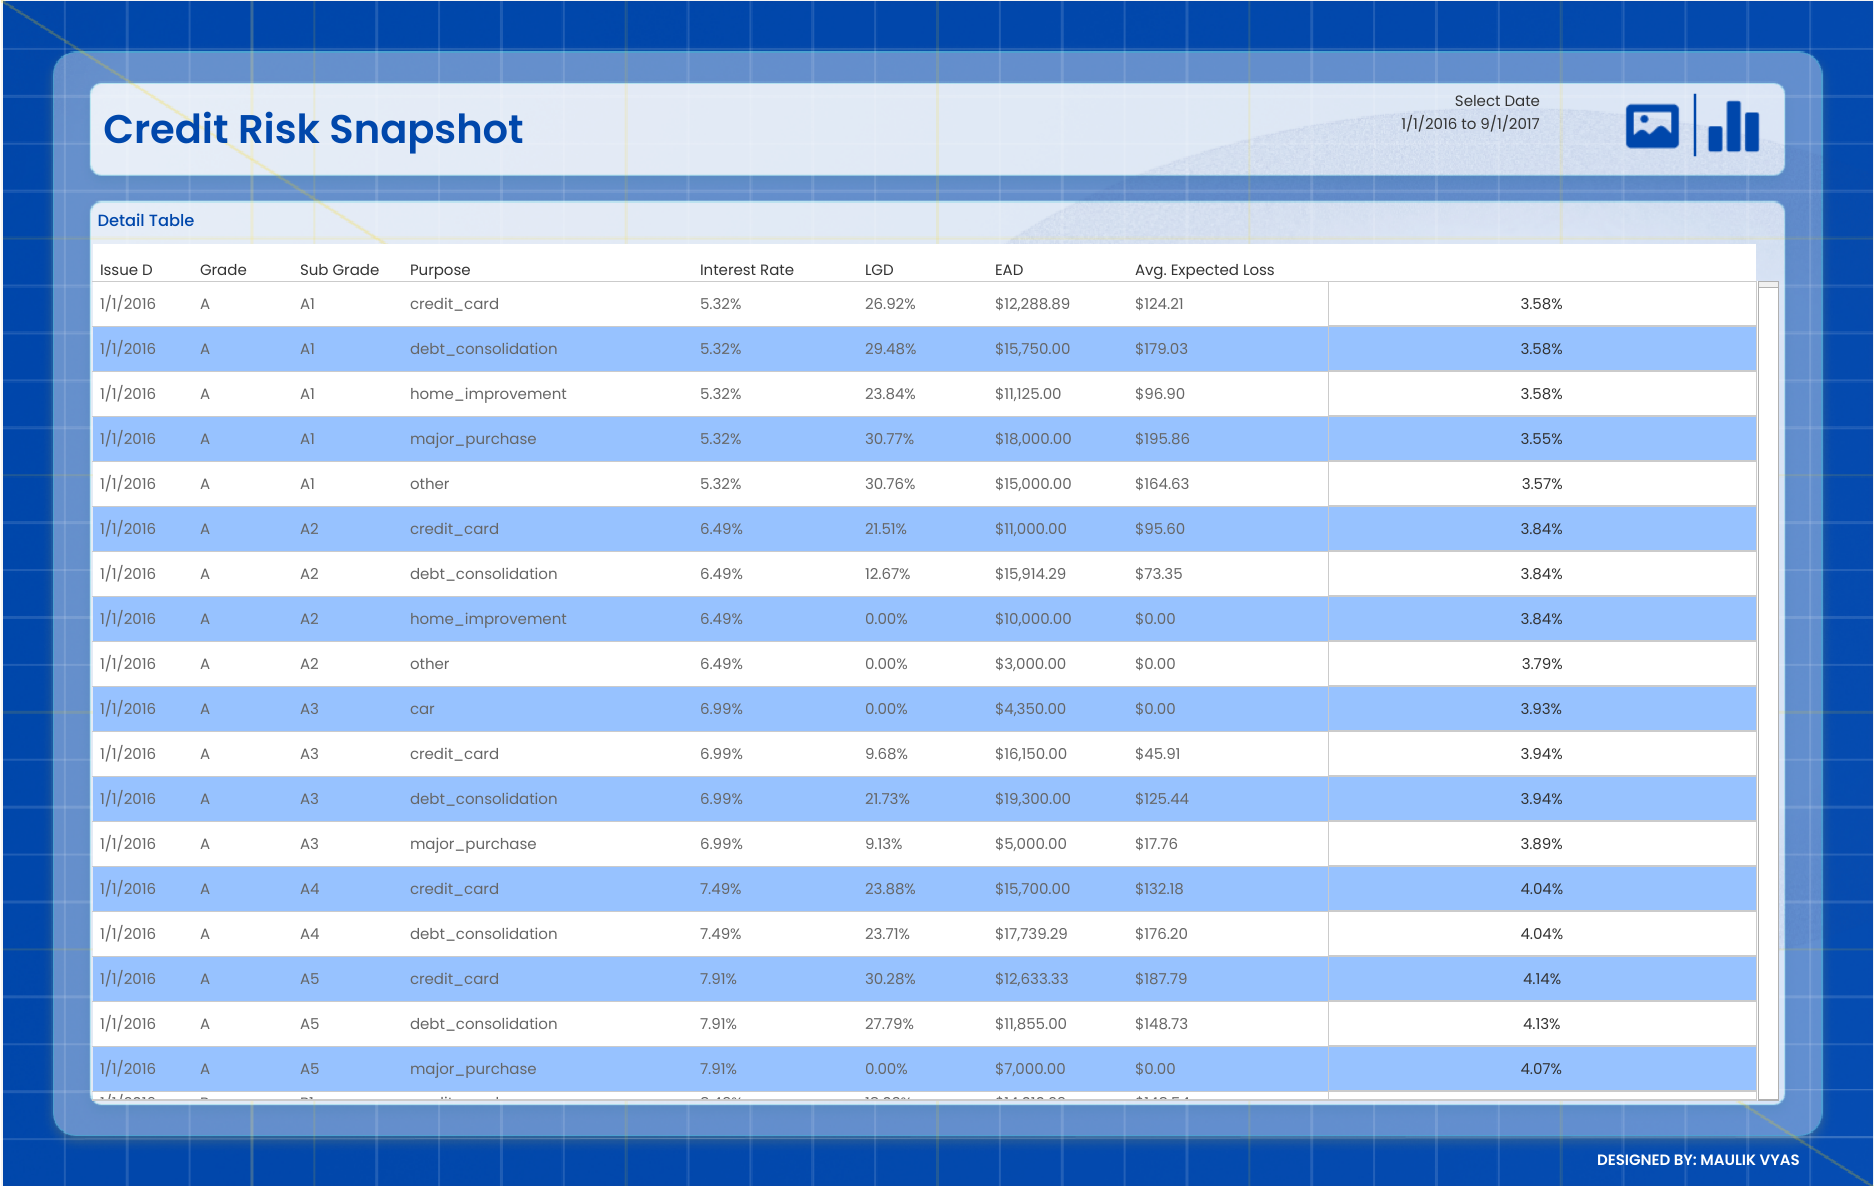 Credit Risk Snapshot
Select Date
1/1/2016 to 9/1/2017
Detail Table
Issue D Grade Sub Grade Purpose Interest Rate LGD EAD Avg. Expected Loss
1/1/2016 A A1 credit_card 5.32% 26.92% $12,288.89 $124.21 3.58%
1/1/2016 A A1 debt_consolidation 5.32% 29.48% $15,750.00 $179.03 3.58%
1/1/2016 A A1 home_improvement 5.32% 23.84% $11,125.00 $96.90 3.58%
1/1/2016 A A1 major_purchase 5.32% 30.77% $18,000.00 $195.86 3.55%
1/1/2016 A A1 other 5.32% 30.76% $15,000.00 $164.63 3.57%
1/1/2016 A A2 credit_card 6.49% 21.51% $11,000.00 $95.60 3.84%
1/1/2016 A A2 debt_consolidation 6.49% 12.67% $15,914.29 $73.35 3.84%
1/1/2016 A A2 home_improvement 6.49% 0.00% $10,000.00 $0.00 3.84%
1/1/2016 A A2 other 6.49% 0.00% $3,000.00 $0.00 3.79%
1/1/2016 A A3 car 6.99% 0.00% $4,350.00 $0.00 3.93%
1/1/2016 A A3 credit_card 6.99% 9.68% $16,150.00 $45.91 3.94%
1/1/2016 A A3 debt_consolidation 6.99% 21.73% $19,300.00 $125.44 3.94%
1/1/2016 A A3 major_purchase 6.99% 9.13% $5,000.00 $17.76 3.89%
1/1/2016 A A4 credit_card 7.49% 23.88% $15,700.00 $132.18 4.04%
1/1/2016 A A4 debt_consolidation 7.49% 23.71% $17,739.29 $176.20 4.04%
1/1/2016 A A5 credit_card 7.91% 30.28% $12,633.33 $187.79 4.14%
1/1/2016 A A5 debt_consolidation 7.91% 27.79% $11,855.00 $148.73 4.13%
1/1/2016 A A5 major_purchase 7.91% 0.00% $7,000.00 $0.00 4.07%
DESIGNED BY: MAULIK VYAS